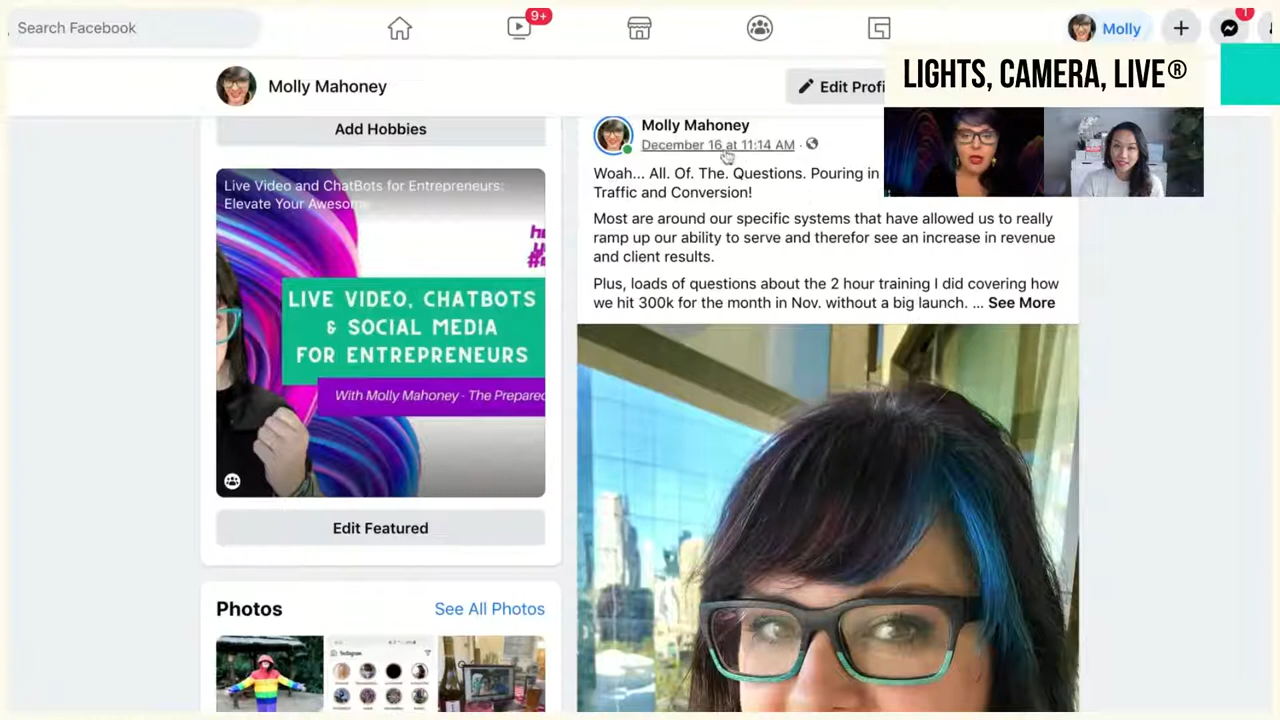 Search Facebook
9+
Molly
1
LIGHTS, CAMERA, LIVE®
Molly Mahoney
Edit Profi
Add Hobbies
Live Video and ChatBots for Entrepreneurs:
Elevate Your Awesome
LIVE VIDEO, CHATBOTS
& SOCIAL MEDIA
FOR ENTREPRENEURS
With Molly Mahoney - The Prepared
Edit Featured
Photos
See All Photos
Instagram
Molly Mahoney
December 16 at 11:14 AM
Woah... All. Of. The. Questions. Pouring in
Traffic and Conversion!
Most are around our specific systems that have allowed us to really
ramp up our ability to serve and therefor see an increase in revenue
and client results.
Plus, loads of questions about the 2 hour training I did covering how
we hit 300k for the month in Nov. without a big launch. ... See More